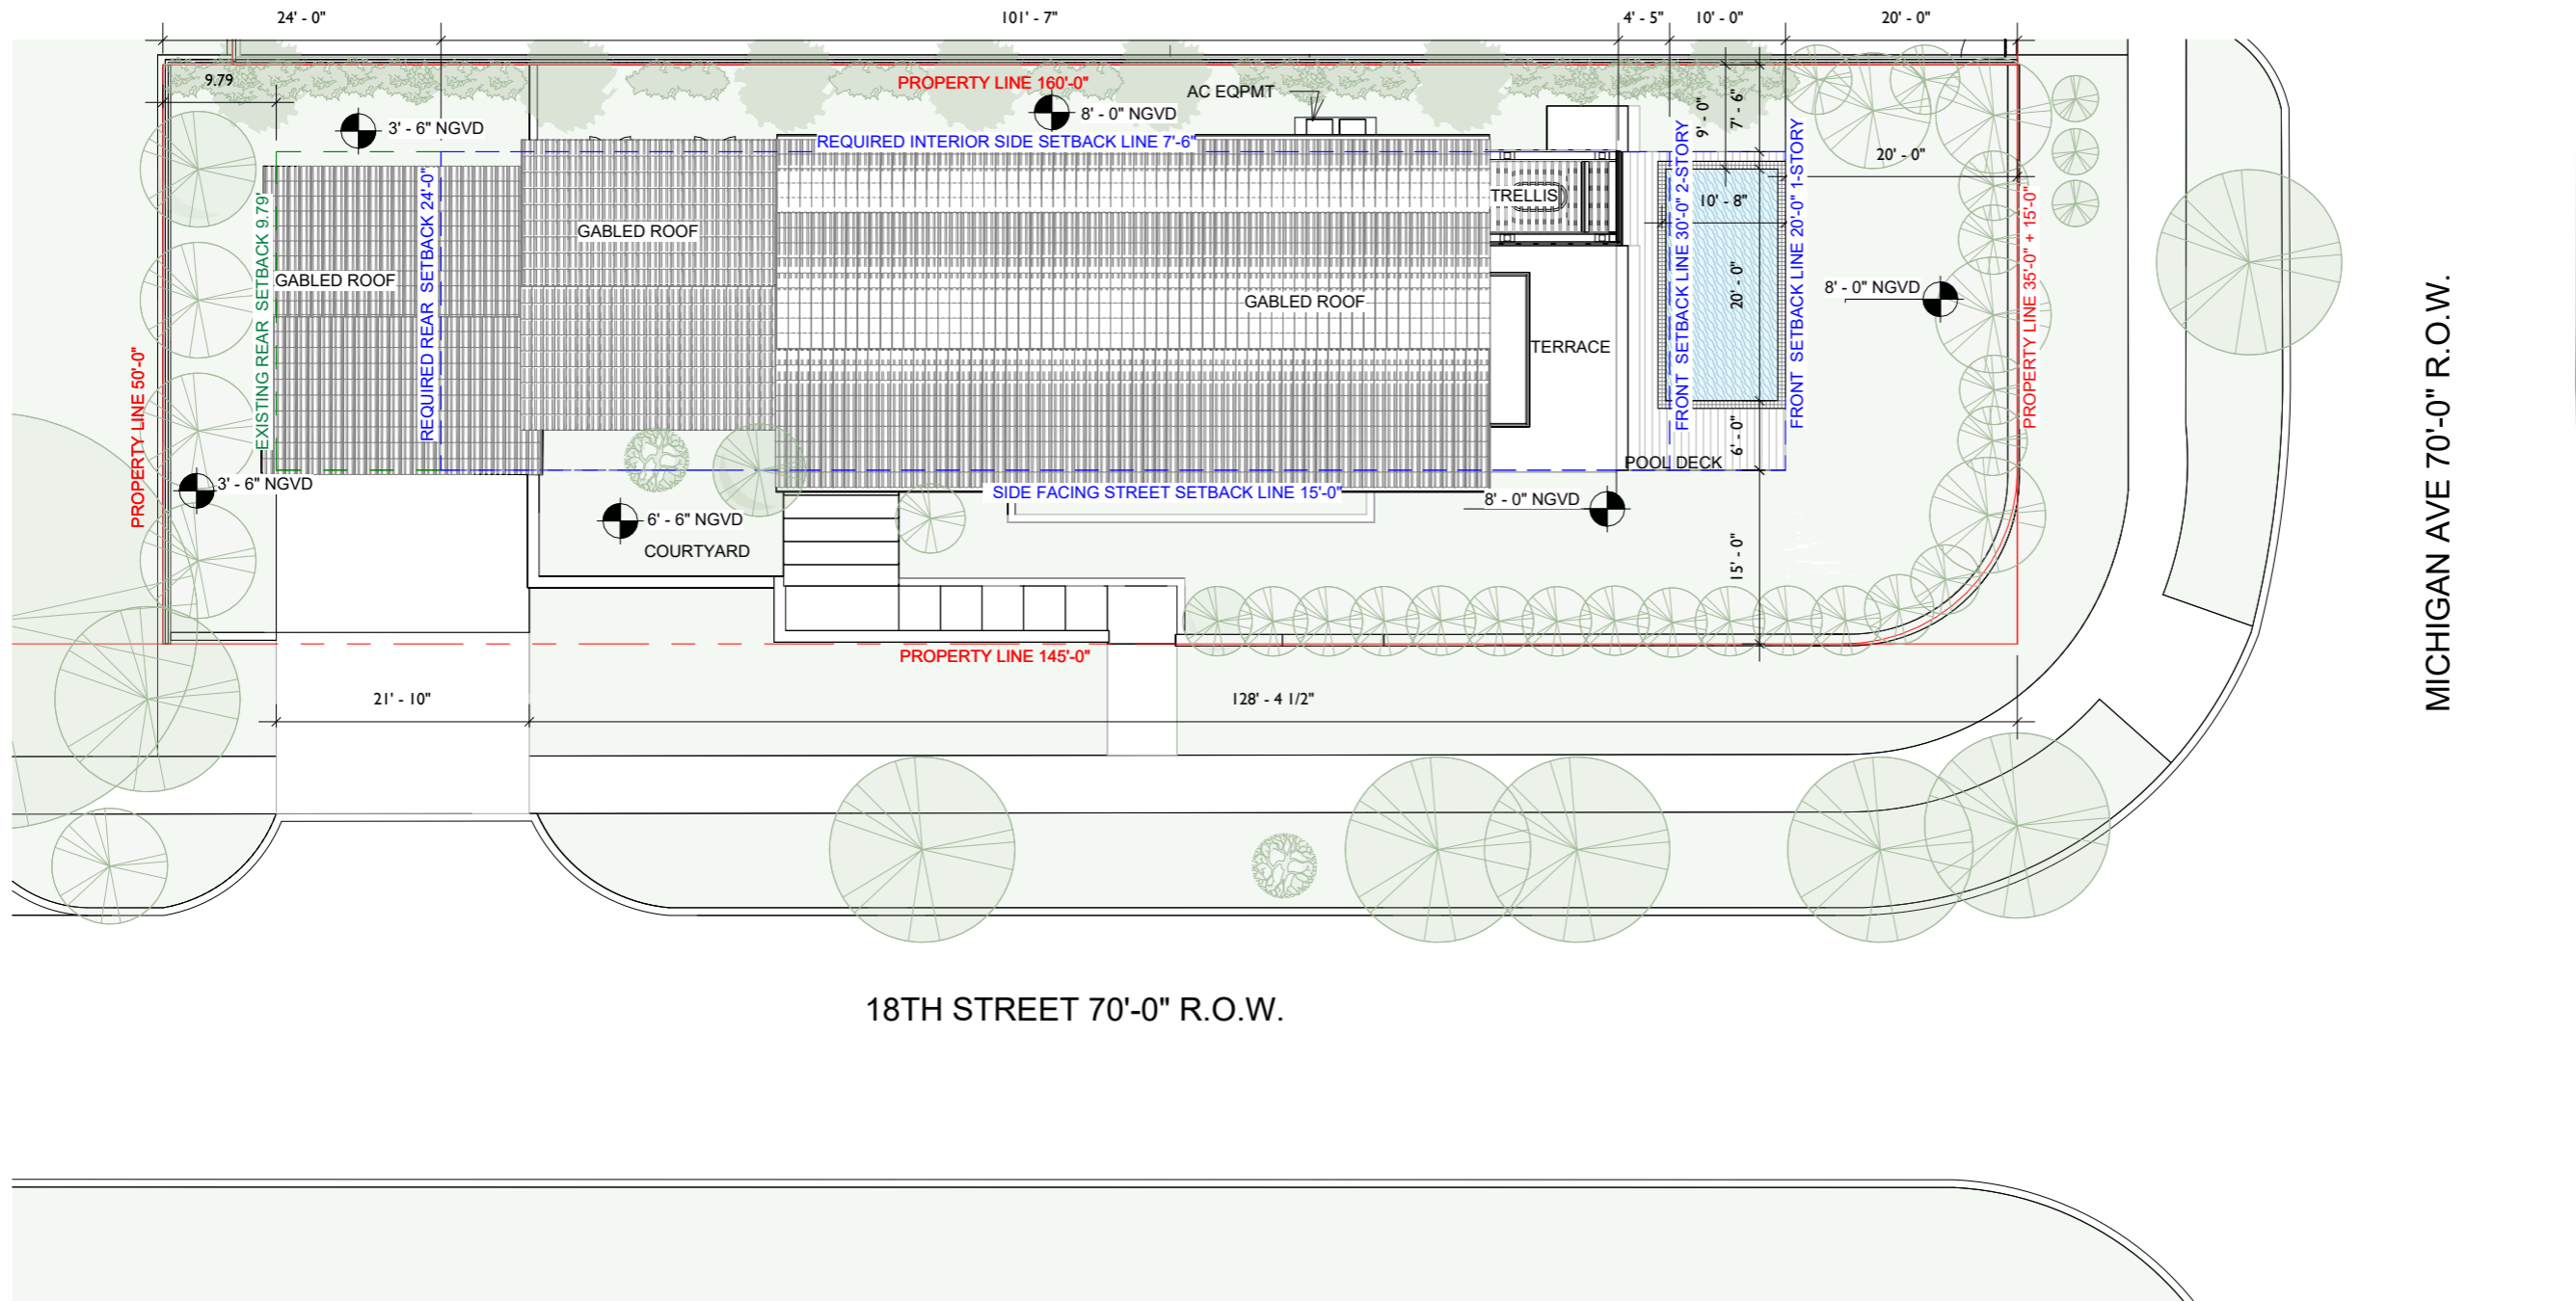 24' - 0"
101' - 7"
4' - 5"
10' - 0"
20' - 0"
9.79
PROPERTY LINE 160'-0"
AC EQPMT
3' - 6" NGVD
8' - 0" NGVD
9' - 0"
7' - 6"
REQUIRED INTERIOR SIDE SETBACK LINE 7'-6"
20' - 0"
TRELLIS
10' - 8"
GABLED ROOF
GABLED ROOF
GABLED ROOF
EXISTING REAR SETBACK 9.79'
REQUIRED REAR SETBACK 24'-0"
FRONT SETBACK LINE 30'-0" 2-STORY
FRONT SETBACK LINE 20'-0" 1-STORY
20' - 0"
8' - 0" NGVD
PROPERTY LINE 35'-0" + 15'-0"
TERRACE
PROPERTY LINE 50'-0"
MICHIGAN AVE 70'-0" R.O.W.
6' - 0"
POOL DECK
3' - 6" NGVD
SIDE FACING STREET SETBACK LINE 15'-0"
8' - 0" NGVD
6' - 6" NGVD
COURTYARD
15' - 0"
PROPERTY LINE 145'-0"
21' - 10"
128' - 4 1/2"
18TH STREET 70'-0" R.O.W.